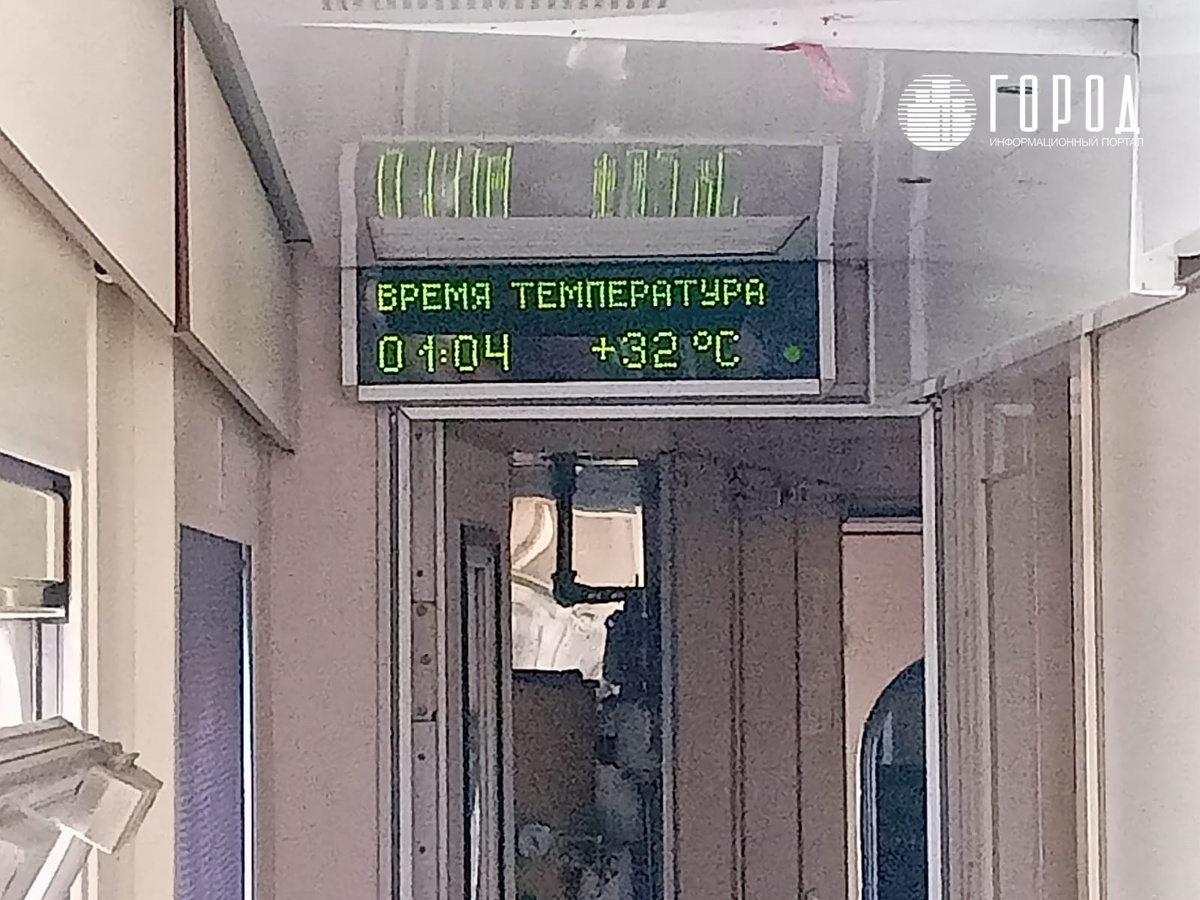 ГОРОД
ИНФОРМАЦИОННЫЙ ПОРТАЛ
ВРЕМЯ ТЕМПЕРАТУРА
01:04 +32°C